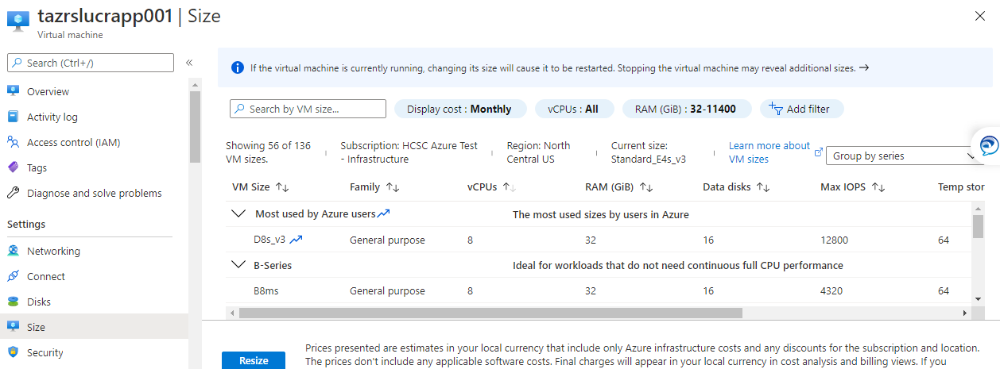 tazrslucrapp001 | Size
Virtual machine
Search (Ctrl+/)
Overview
Activity log
Access control (IAM)
Tags
Diagnose and solve problems
Settings
Networking
Connect
Disks
Size
Security
If the virtual machine is currently running, changing its size will cause it to be restarted. Stopping the virtual machine may reveal additional sizes. →
Search by VM size...
Display cost : Monthly
vCPUs : All
RAM (GiB) : 32-11400
Add filter
Showing 56 of 136
VM sizes.
Subscription: HCSC Azure Test
- Infrastructure
Region: North
Central US
Current size:
Standard_E4s_v3
Learn more about
VM sizes
Group by series
VM Size Family vCPUs RAM (GiB) Data disks Max IOPS Temp stor
Most used by Azure users The most used sizes by users in Azure
D8s_v3 General purpose 8 32 16 12800 64
B-Series Ideal for workloads that do not need continuous full CPU performance
B8ms General purpose 8 32 16 4320 64
Resize
Prices presented are estimates in your local currency that include only Azure infrastructure costs and any discounts for the subscription and location.
The prices don't include any applicable software costs. Final charges will appear in your local currency in cost analysis and billing views. If you